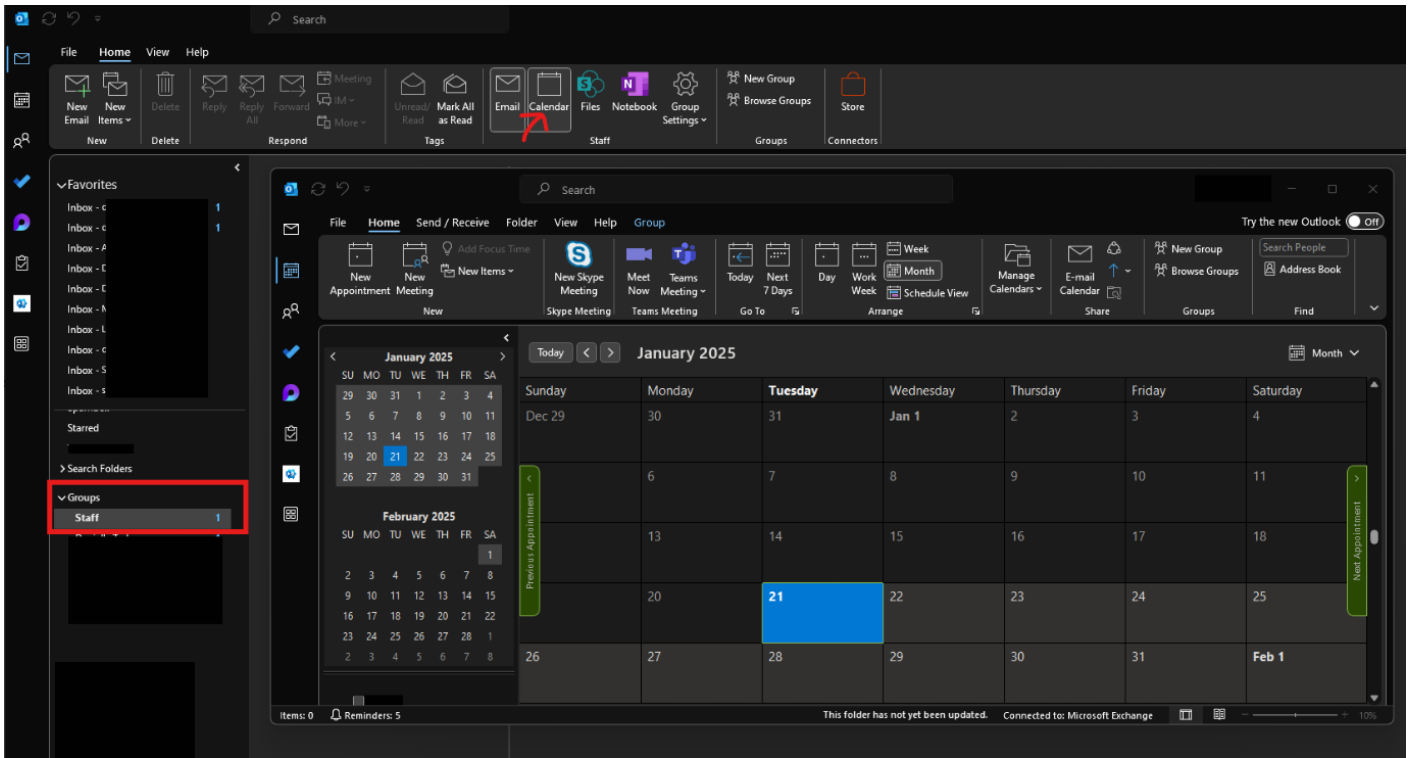 Search
File Home View Help
New Email
New Items
Delete
Reply
Reply All
Forward
Meeting
IM
More
Unread/ Read
Mark All as Read
Email
Calendar
Files
Notebook
Group Settings
New Group
Browse Groups
Store
New Delete Respond Tags Staff Groups Connectors
Favorites
Inbox - c 1
Inbox - c 1
Inbox - A
Inbox - D
Inbox - D
Inbox - N
Inbox - L
Inbox - c
Inbox - S
Inbox - s
Starred
Search Folders
Groups
Staff 1
Search
File Home Send / Receive Folder View Help Group
Try the new Outlook Off
New Appointment
New Meeting
Add Focus Time
New Items
New Skype Meeting
Meet Now
Teams Meeting
Today
Next 7 Days
Day
Work Week
Week
Month
Schedule View
Manage Calendars
E-mail Calendar
New Group
Browse Groups
Search People
Address Book
New Skype Meeting Teams Meeting Go To Arrange Share Groups Find
January 2025
SU MO TU WE TH FR SA
29 30 31 1 2 3 4
5 6 7 8 9 10 11
12 13 14 15 16 17 18
19 20 21 22 23 24 25
26 27 28 29 30 31
February 2025
SU MO TU WE TH FR SA
1
2 3 4 5 6 7 8
9 10 11 12 13 14 15
16 17 18 19 20 21 22
23 24 25 26 27 28 1
2 3 4 5 6 7 8
Today January 2025 Month
Sunday Monday Tuesday Wednesday Thursday Friday Saturday
Dec 29 30 31 Jan 1 2 3 4
6 7 8 9 10 11
13 14 15 16 17 18
20 21 22 23 24 25
26 27 28 29 30 31 Feb 1
Previous Appointment
Next Appointment
Items: 0 Reminders: 5 This folder has not yet been updated. Connected to: Microsoft Exchange 10%